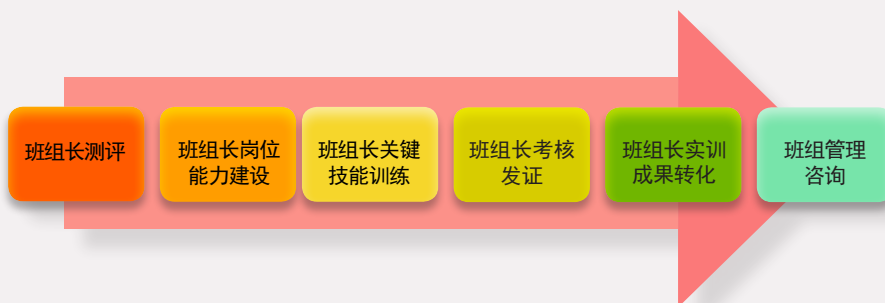 班组长测评
班组长岗位
能力建设
班组长关键
技能训练
班组长考核
发证
班组长实训
成果转化
班组管理
咨询